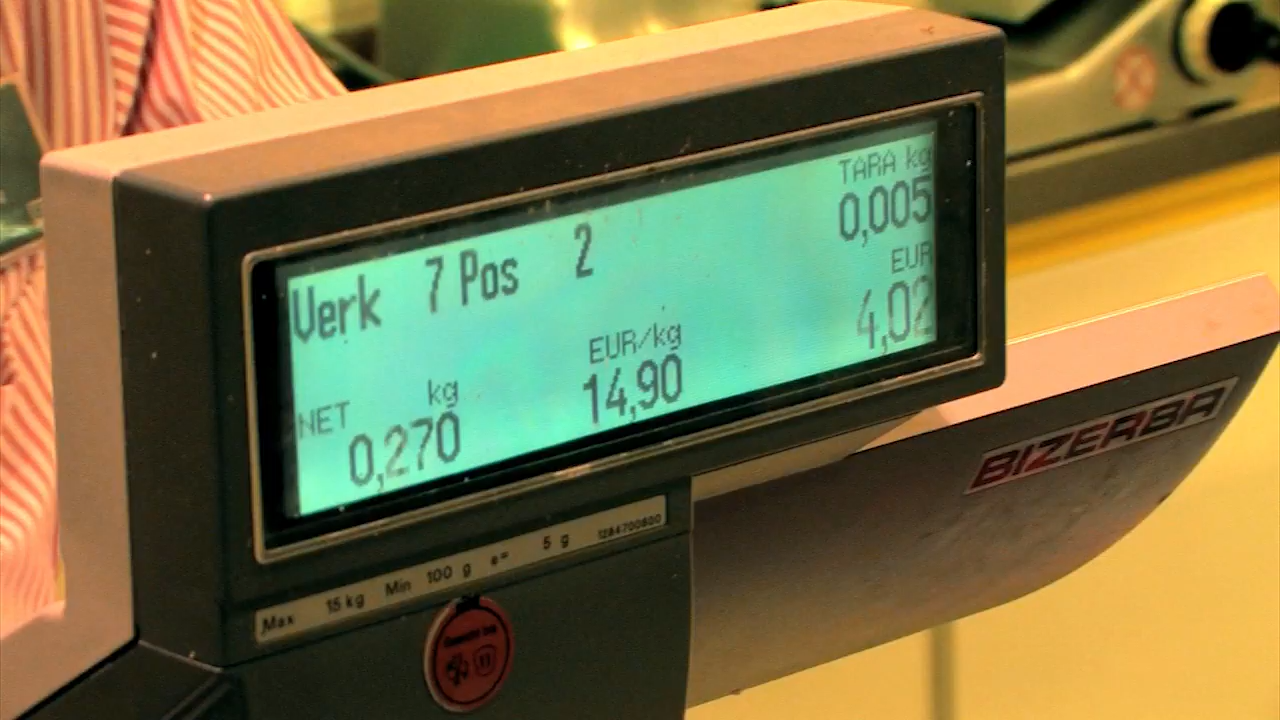 TARA kg
0,005
Verk 7 Pos 2
EUR
4,02
NET kg
0,270
EUR/kg
14,90
BIZERBA
Max 15 kg Min 100 g e= 5 g